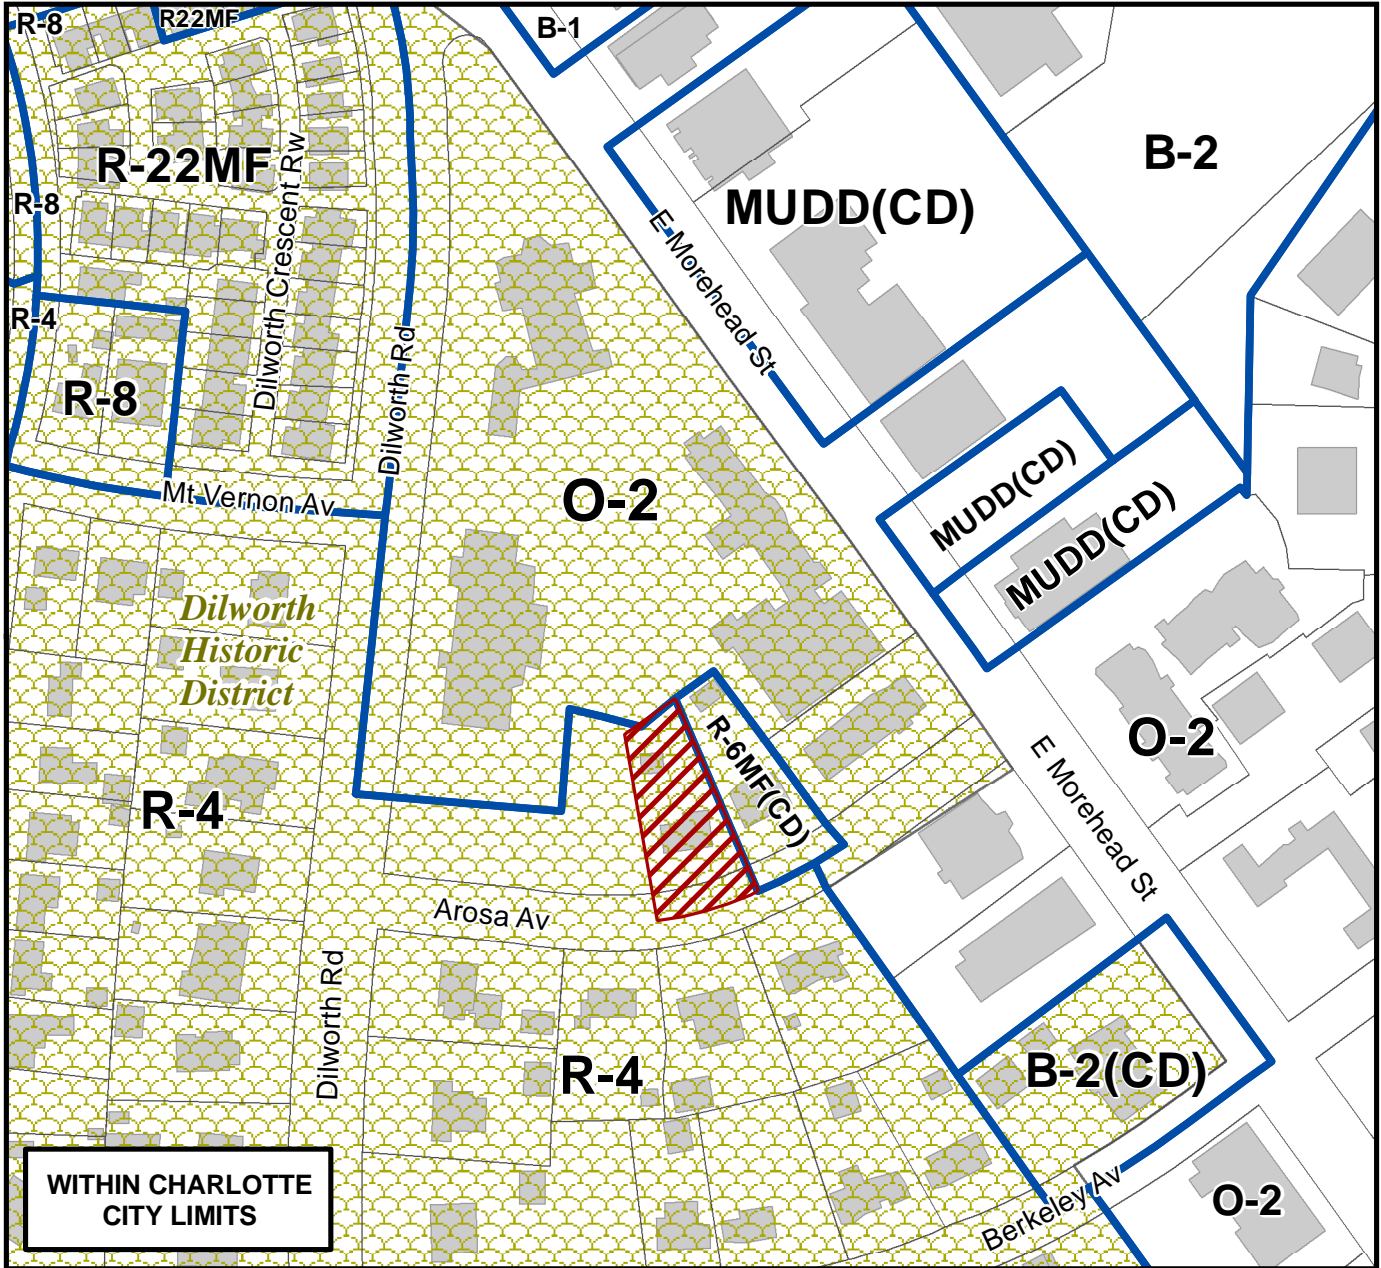 R-8
R22MF
B-1
R-22MF
B-2
R-8
MUDD(CD)
E Morehead St
Dilworth Crescent Rw
R-4
R-8
Dilworth Rd
MUDD(CD)
Mt Vernon Av
O-2
MUDD(CD)
Dilworth
Historic
District
R-6MF(CD)
O-2
R-4
E Morehead St
Arosa Av
Dilworth Rd
R-4
B-2(CD)
WITHIN CHARLOTTE
CITY LIMITS
Berkeley Av
O-2